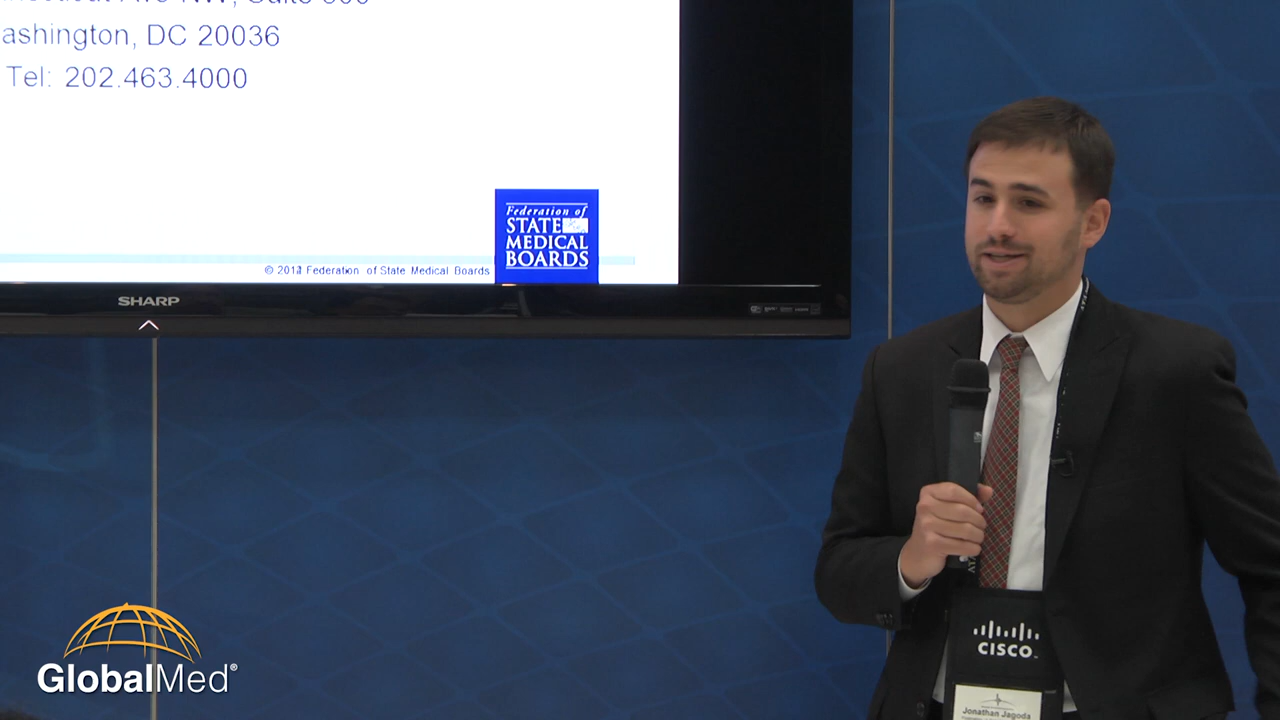 ashington, DC 20036
Tel: 202.463.4000
Federation of
STATE
MEDICAL
BOARDS
Federation of State Medical Boards
SHARP
CISCO
Jonathan Jagoda
GlobalMed®